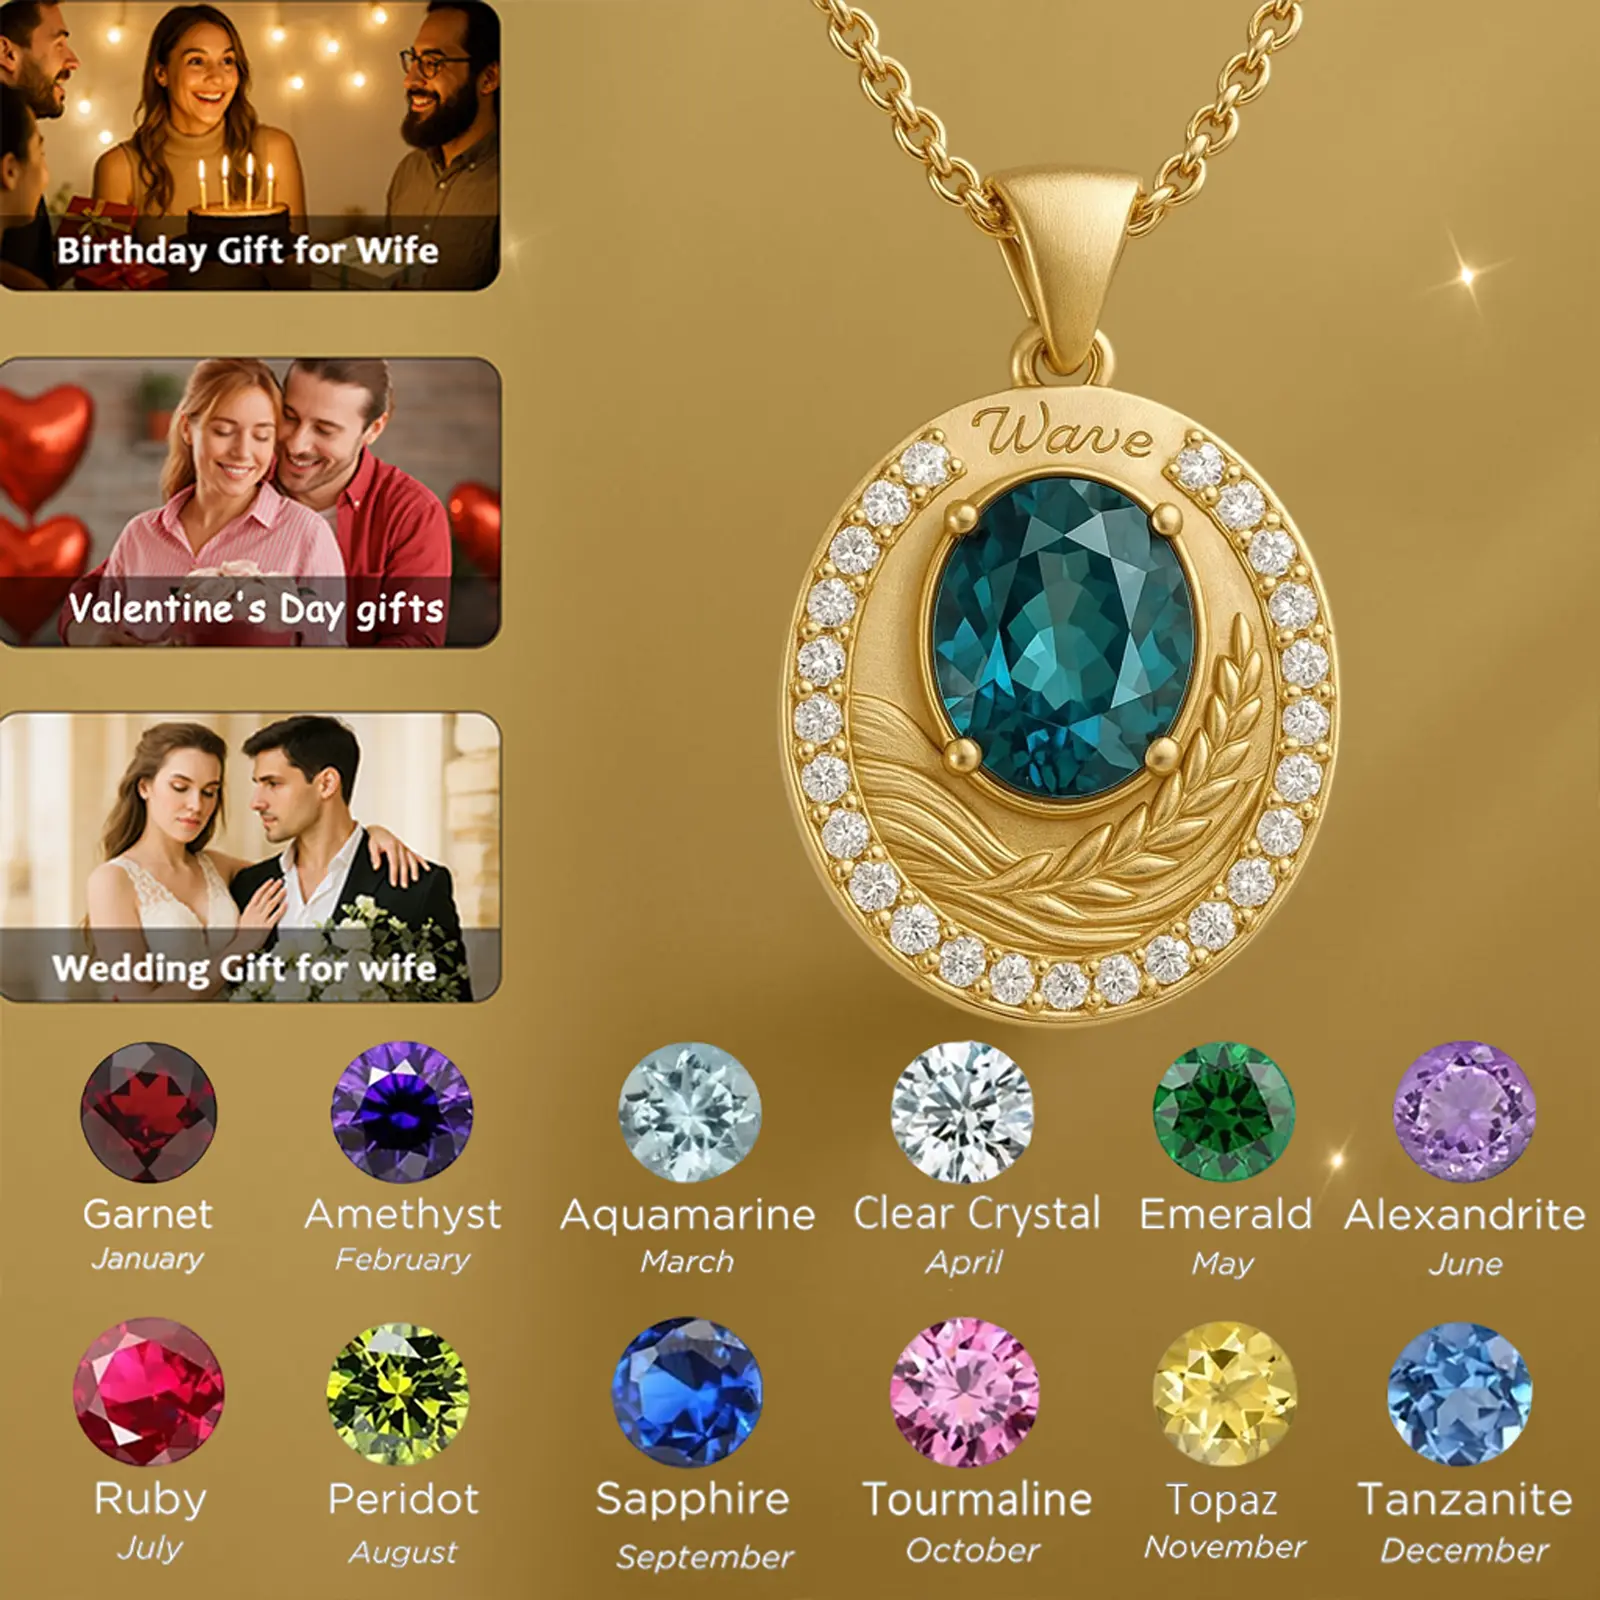 Birthday Gift for Wife
Valentine's Day gifts
Wedding Gift for wife
Wave
Garnet
January
Amethyst
February
Aquamarine
March
Clear Crystal
April
Emerald
May
Alexandrite
June
Ruby
July
Peridot
August
Sapphire
September
Tourmaline
October
Topaz
November
Tanzanite
December